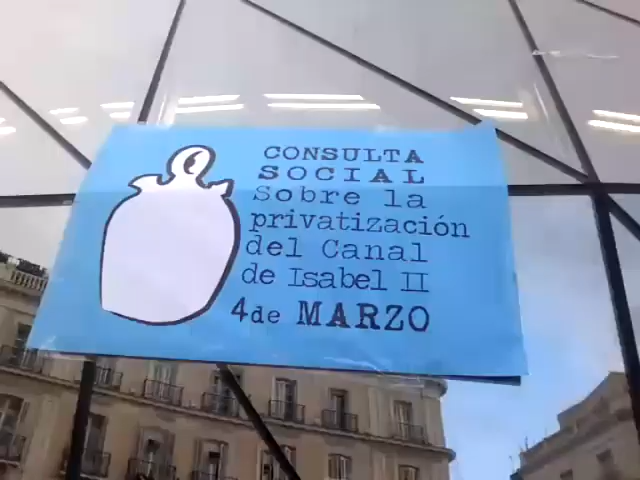 CONSULTA
SOCIAL
Sobre la
privatización
del Canal
de Isabel II
4 de MARZO